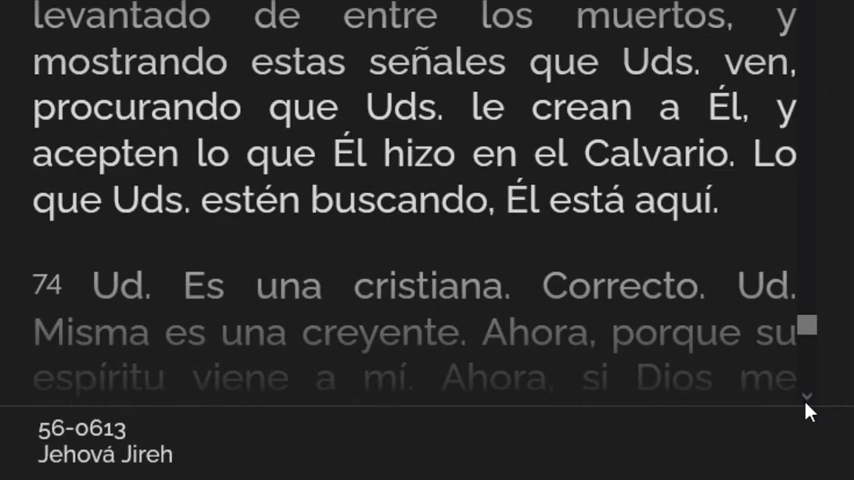 levantado de entre los muertos, y
mostrando estas señales que Uds. ven,
procurando que Uds. le crean a Él, y
acepten lo que Él hizo en el Calvario. Lo
que Uds. estén buscando, Él está aquí.
74 Ud. Es una cristiana. Correcto. Ud.
Misma es una creyente. Ahora, porque su
espíritu viene a mí. Ahora, si Dios me
56-0613
Jehová Jireh